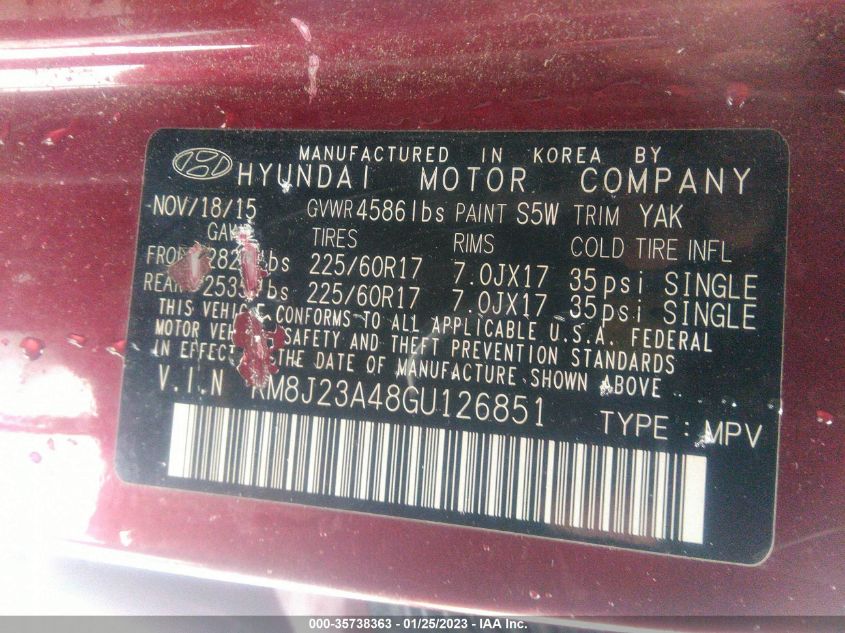 MANUFACTURED IN KOREA BY
HYUNDAI MOTOR COMPANY
NOV/18/15 GVWR 4586lbs PAINT S5W TRIM YAK
TIRES RIMS COLD TIRE INFL
225/60R17 7.0JX17 35psi SINGLE
225/60R17 7.0JX17 35psi SINGLE
THIS VEHICLE CONFORMS TO ALL APPLICABLE U.S.A. FEDERAL
MOTOR VEHICLE SAFETY AND THEFT PREVENTION STANDARDS
IN EFFECT THE DATE OF MANUFACTURE SHOWN ABOVE
V.I.N KM8J23A48GU126851 TYPE : MPV
000-35738363 - 01/25/2023 - IAA Inc.